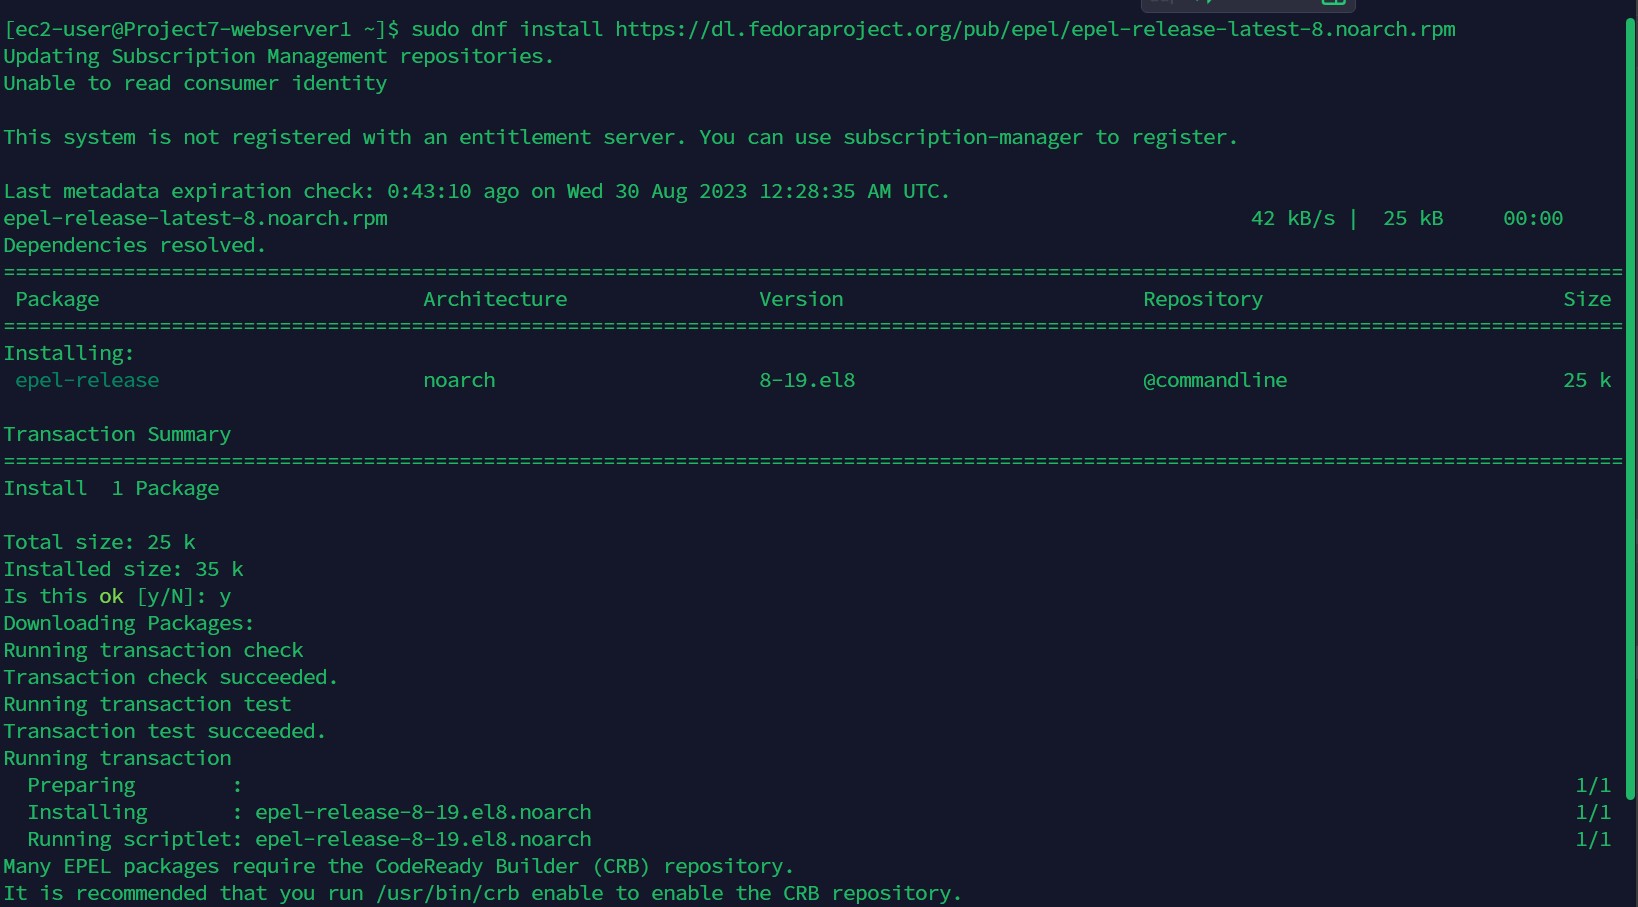 [ec2-user@Project7-webserver1 ~]$ sudo dnf install https://dl.fedoraproject.org/pub/epel/epel-release-latest-8.noarch.rpm
Updating Subscription Management repositories.
Unable to read consumer identity
This system is not registered with an entitlement server. You can use subscription-manager to register.
Last metadata expiration check: 0:43:10 ago on Wed 30 Aug 2023 12:28:35 AM UTC.
epel-release-latest-8.noarch.rpm 42 kB/s | 25 kB 00:00
Dependencies resolved.
=======================================================================================================================================
Package Architecture Version Repository Size
=======================================================================================================================================
Installing:
epel-release noarch 8-19.el8 @commandline 25 k
Transaction Summary
=======================================================================================================================================
Install 1 Package
Total size: 25 k
Installed size: 35 k
Is this ok [y/N]: y
Downloading Packages:
Running transaction check
Transaction check succeeded.
Running transaction test
Transaction test succeeded.
Running transaction
Preparing : 1/1
Installing : epel-release-8-19.el8.noarch 1/1
Running scriptlet: epel-release-8-19.el8.noarch 1/1
Many EPEL packages require the CodeReady Builder (CRB) repository.
It is recommended that you run /usr/bin/crb enable to enable the CRB repository.